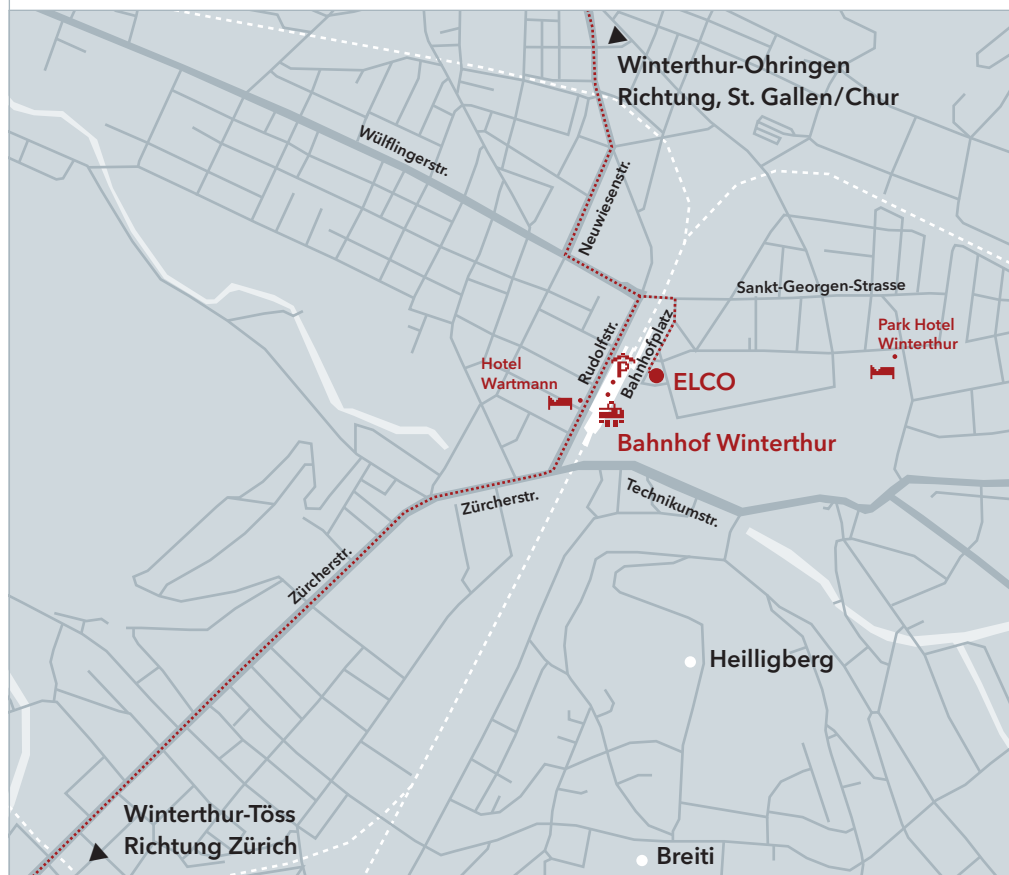 Winterthur-Ohringen
Richtung, St. Gallen/Chur
Wülflingerstr.
Neuwiesenstr.
Sankt-Georgen-Strasse
Park Hotel
Winterthur
Rudolfstr.
Bahnhofplatz
Hotel
Wartmann
P
ELCO
Bahnhof Winterthur
Zürcherstr.
Technikumstr.
Zürcherstr.
Heilligberg
Winterthur-Töss
Richtung Zürich
Breiti